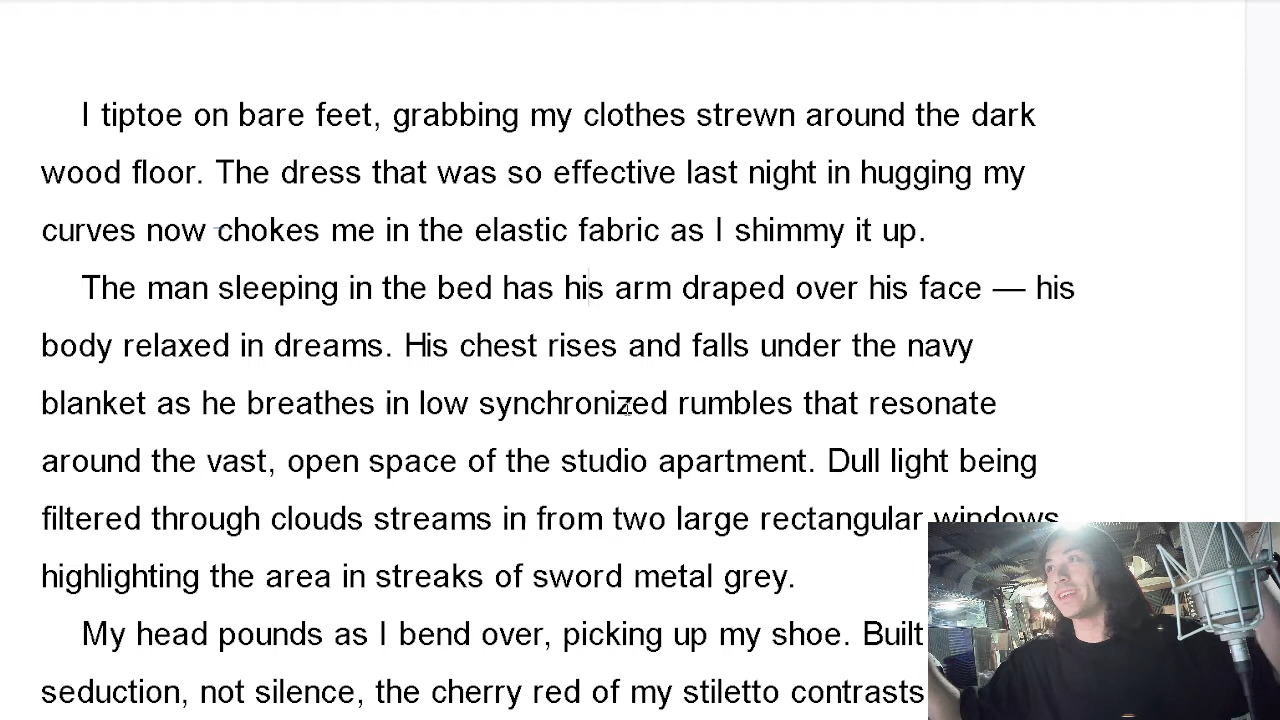 I tiptoe on bare feet, grabbing my clothes strewn around the dark
wood floor. The dress that was so effective last night in hugging my
curves now chokes me in the elastic fabric as I shimmy it up.
The man sleeping in the bed has his arm draped over his face — his
body relaxed in dreams. His chest rises and falls under the navy
blanket as he breathes in low synchronized rumbles that resonate
around the vast, open space of the studio apartment. Dull light being
filtered through clouds streams in from two large rectangular windows
highlighting the area in streaks of sword metal grey.
My head pounds as I bend over, picking up my shoe. Built
seduction, not silence, the cherry red of my stiletto contrasts